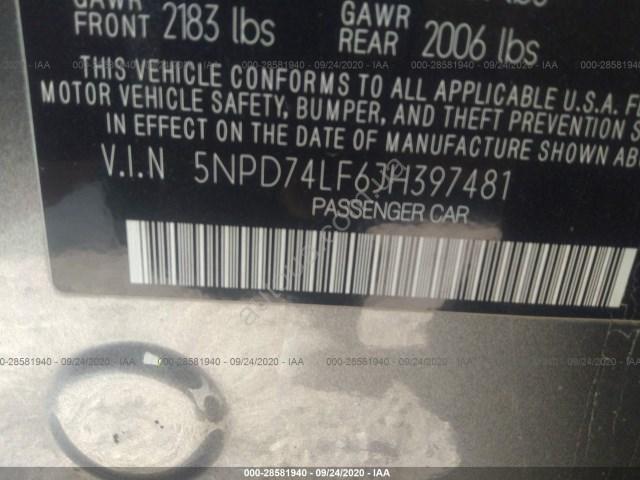 GAWR FRONT 2183 lbs GAWR REAR 2006 lbs
THIS VEHICLE CONFORMS TO ALL APPLICABLE U.S.A. FE
MOTOR VEHICLE SAFETY, BUMPER, AND THEFT PREVENTION S
IN EFFECT ON THE DATE OF MANUFACTURE SHOWN AB
V.I.N 5NPD74LF6JH397481
PASSENGER CAR
000-28581940 - 09/24/2020 - IAA